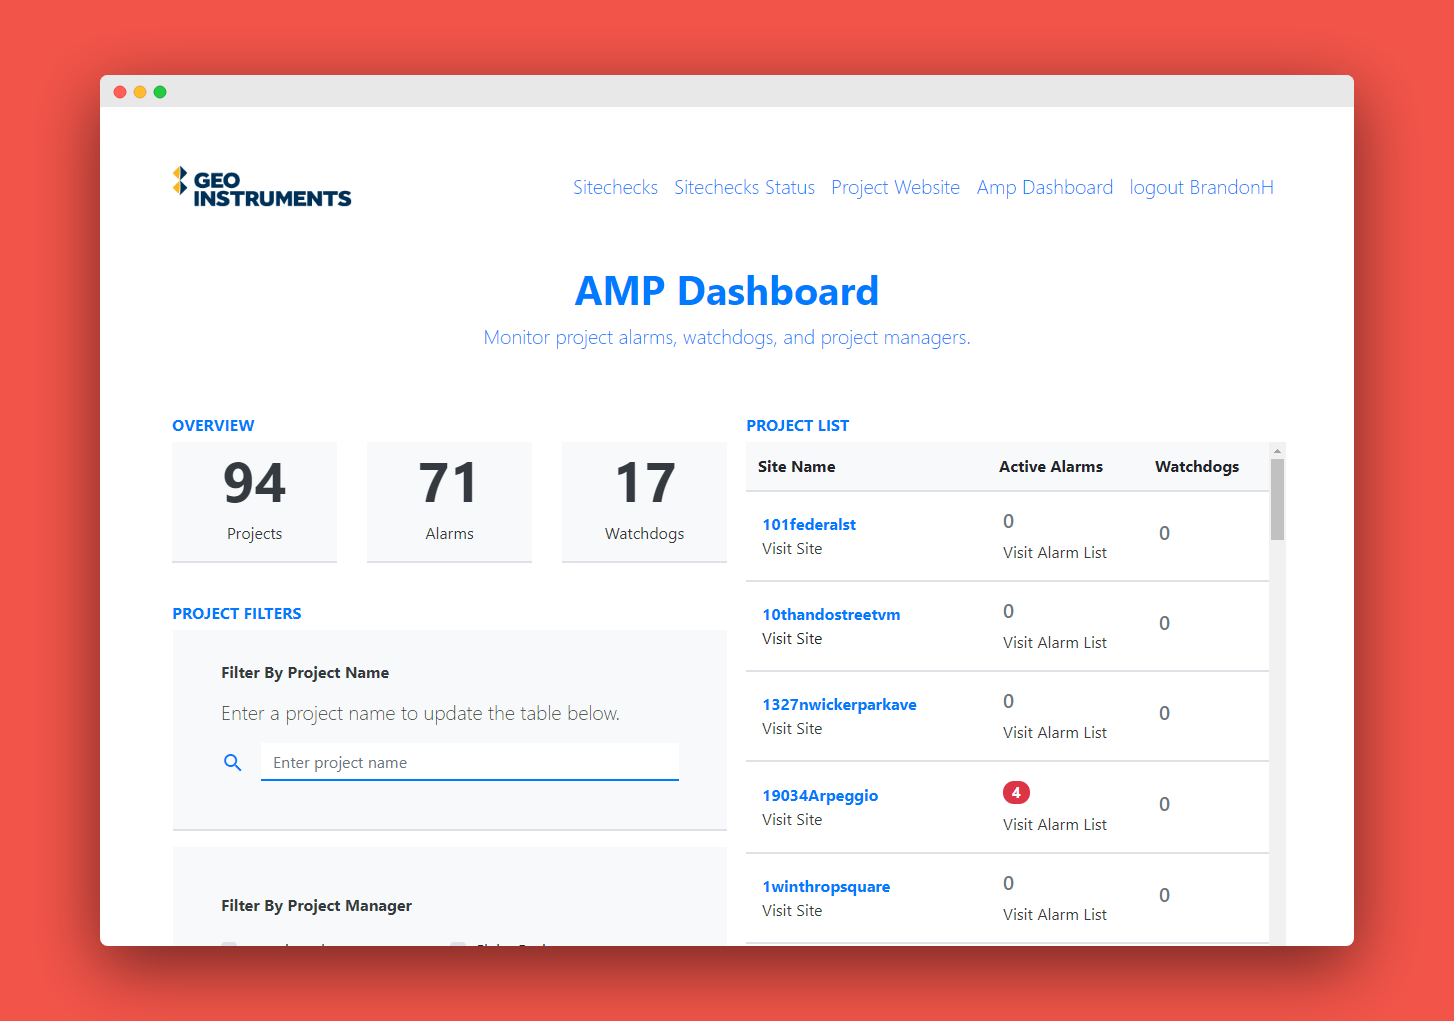 GEO
INSTRUMENTS
Sitechecks Sitechecks Status Project Website Amp Dashboard logout BrandonH
AMP Dashboard
Monitor project alarms, watchdogs, and project managers.
OVERVIEW
94
Projects
71
Alarms
17
Watchdogs
PROJECT FILTERS
Filter By Project Name
Enter a project name to update the table below.
Enter project name
Filter By Project Manager
PROJECT LIST
Site Name Active Alarms Watchdogs
101federalst
Visit Site
0
Visit Alarm List
0
10thandostreetvm
Visit Site
0
Visit Alarm List
0
1327nwickerparkave
Visit Site
0
Visit Alarm List
0
19034Arpeggio
Visit Site
4
Visit Alarm List
0
1winthropsquare
Visit Site
0
Visit Alarm List
0